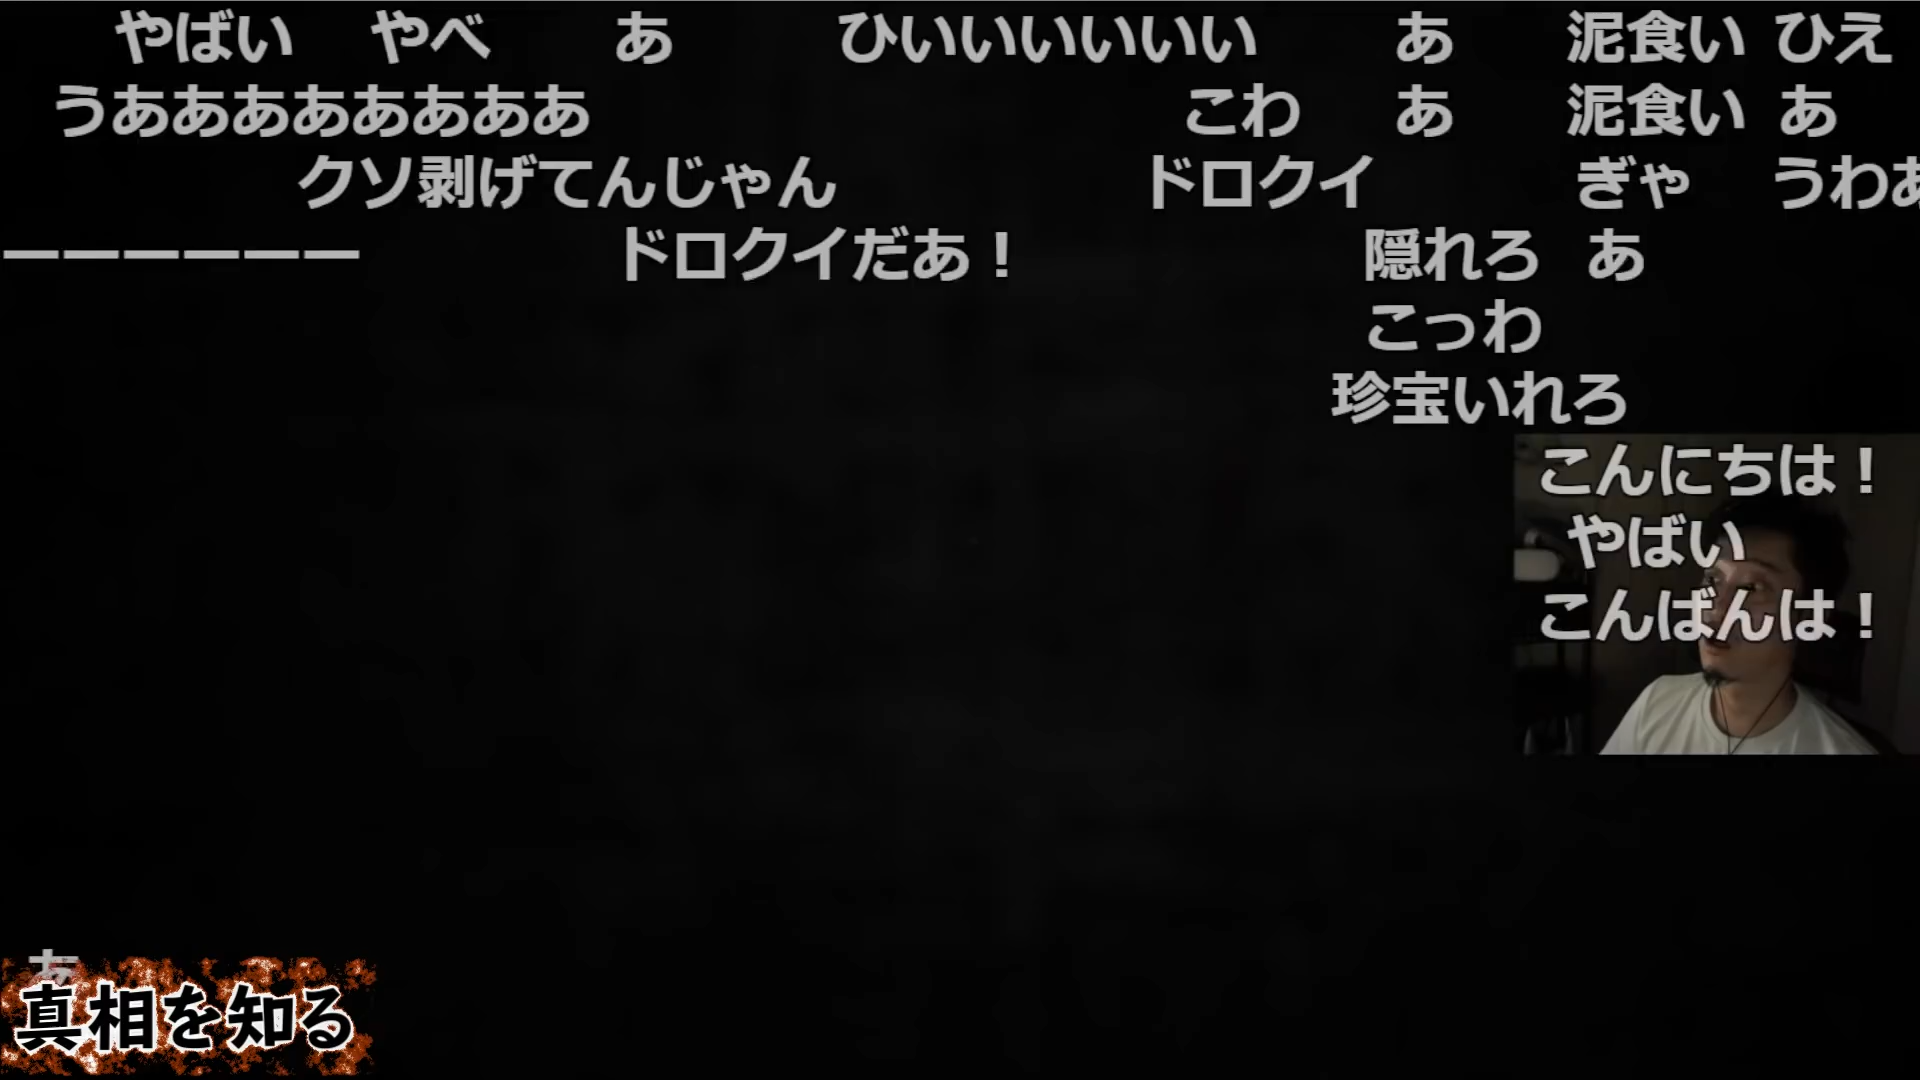 やばい やべ あ ひいいいいいい あ 泥食い ひえ
うああああああああ こわ あ 泥食い あ
クソ剥げてんじゃん ドロクイ ぎゃ うわあ
ーーーーーー ドロクイだあ！ 隠れろ あ
こっわ
珍宝いれろ
こんにちは！
やばい
こんばんは！
あ
真相を知る